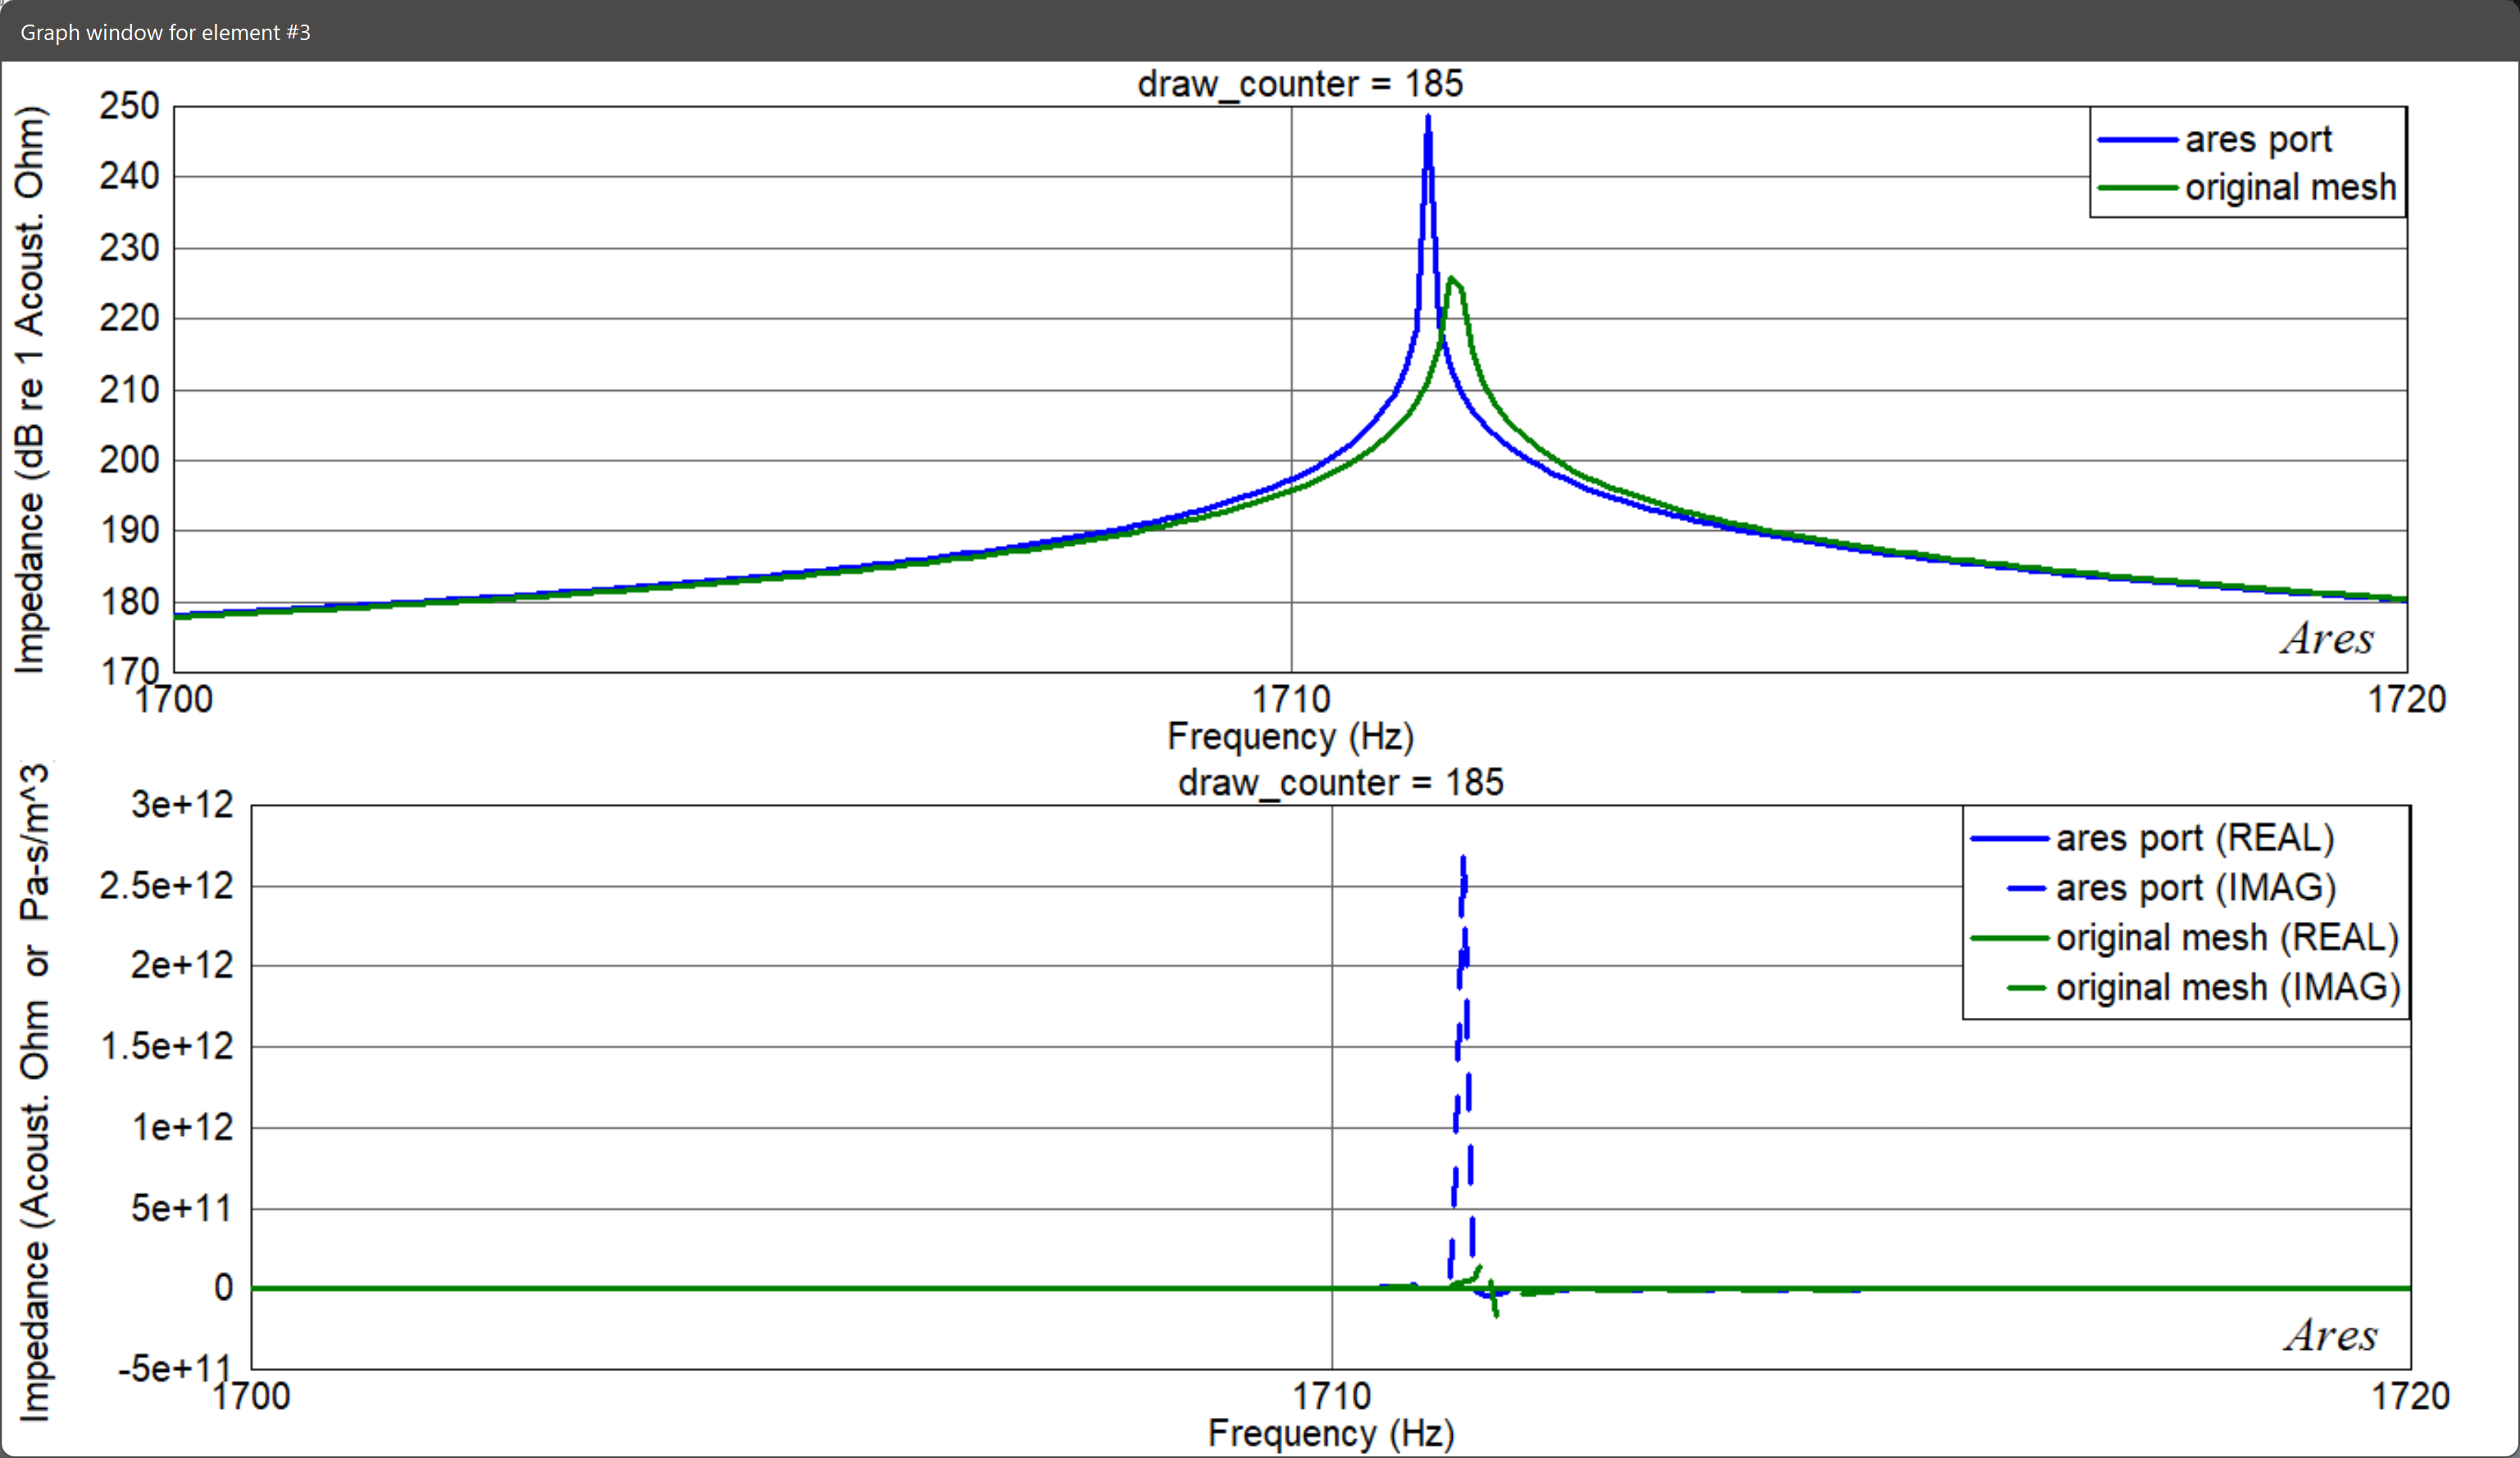 Graph window for element #3
draw_counter = 185
Impedance (dB re 1 Acoust. Ohm)
250
240
230
220
210
200
190
180
170
ares port
original mesh
Ares
1700
1710
1720
Frequency (Hz)
draw_counter = 185
Impedance (Acoust. Ohm or Pa-s/m^3
3e+12
2.5e+12
2e+12
1.5e+12
1e+12
5e+11
0
-5e+11
ares port (REAL)
ares port (IMAG)
original mesh (REAL)
original mesh (IMAG)
Ares
1700
1710
1720
Frequency (Hz)